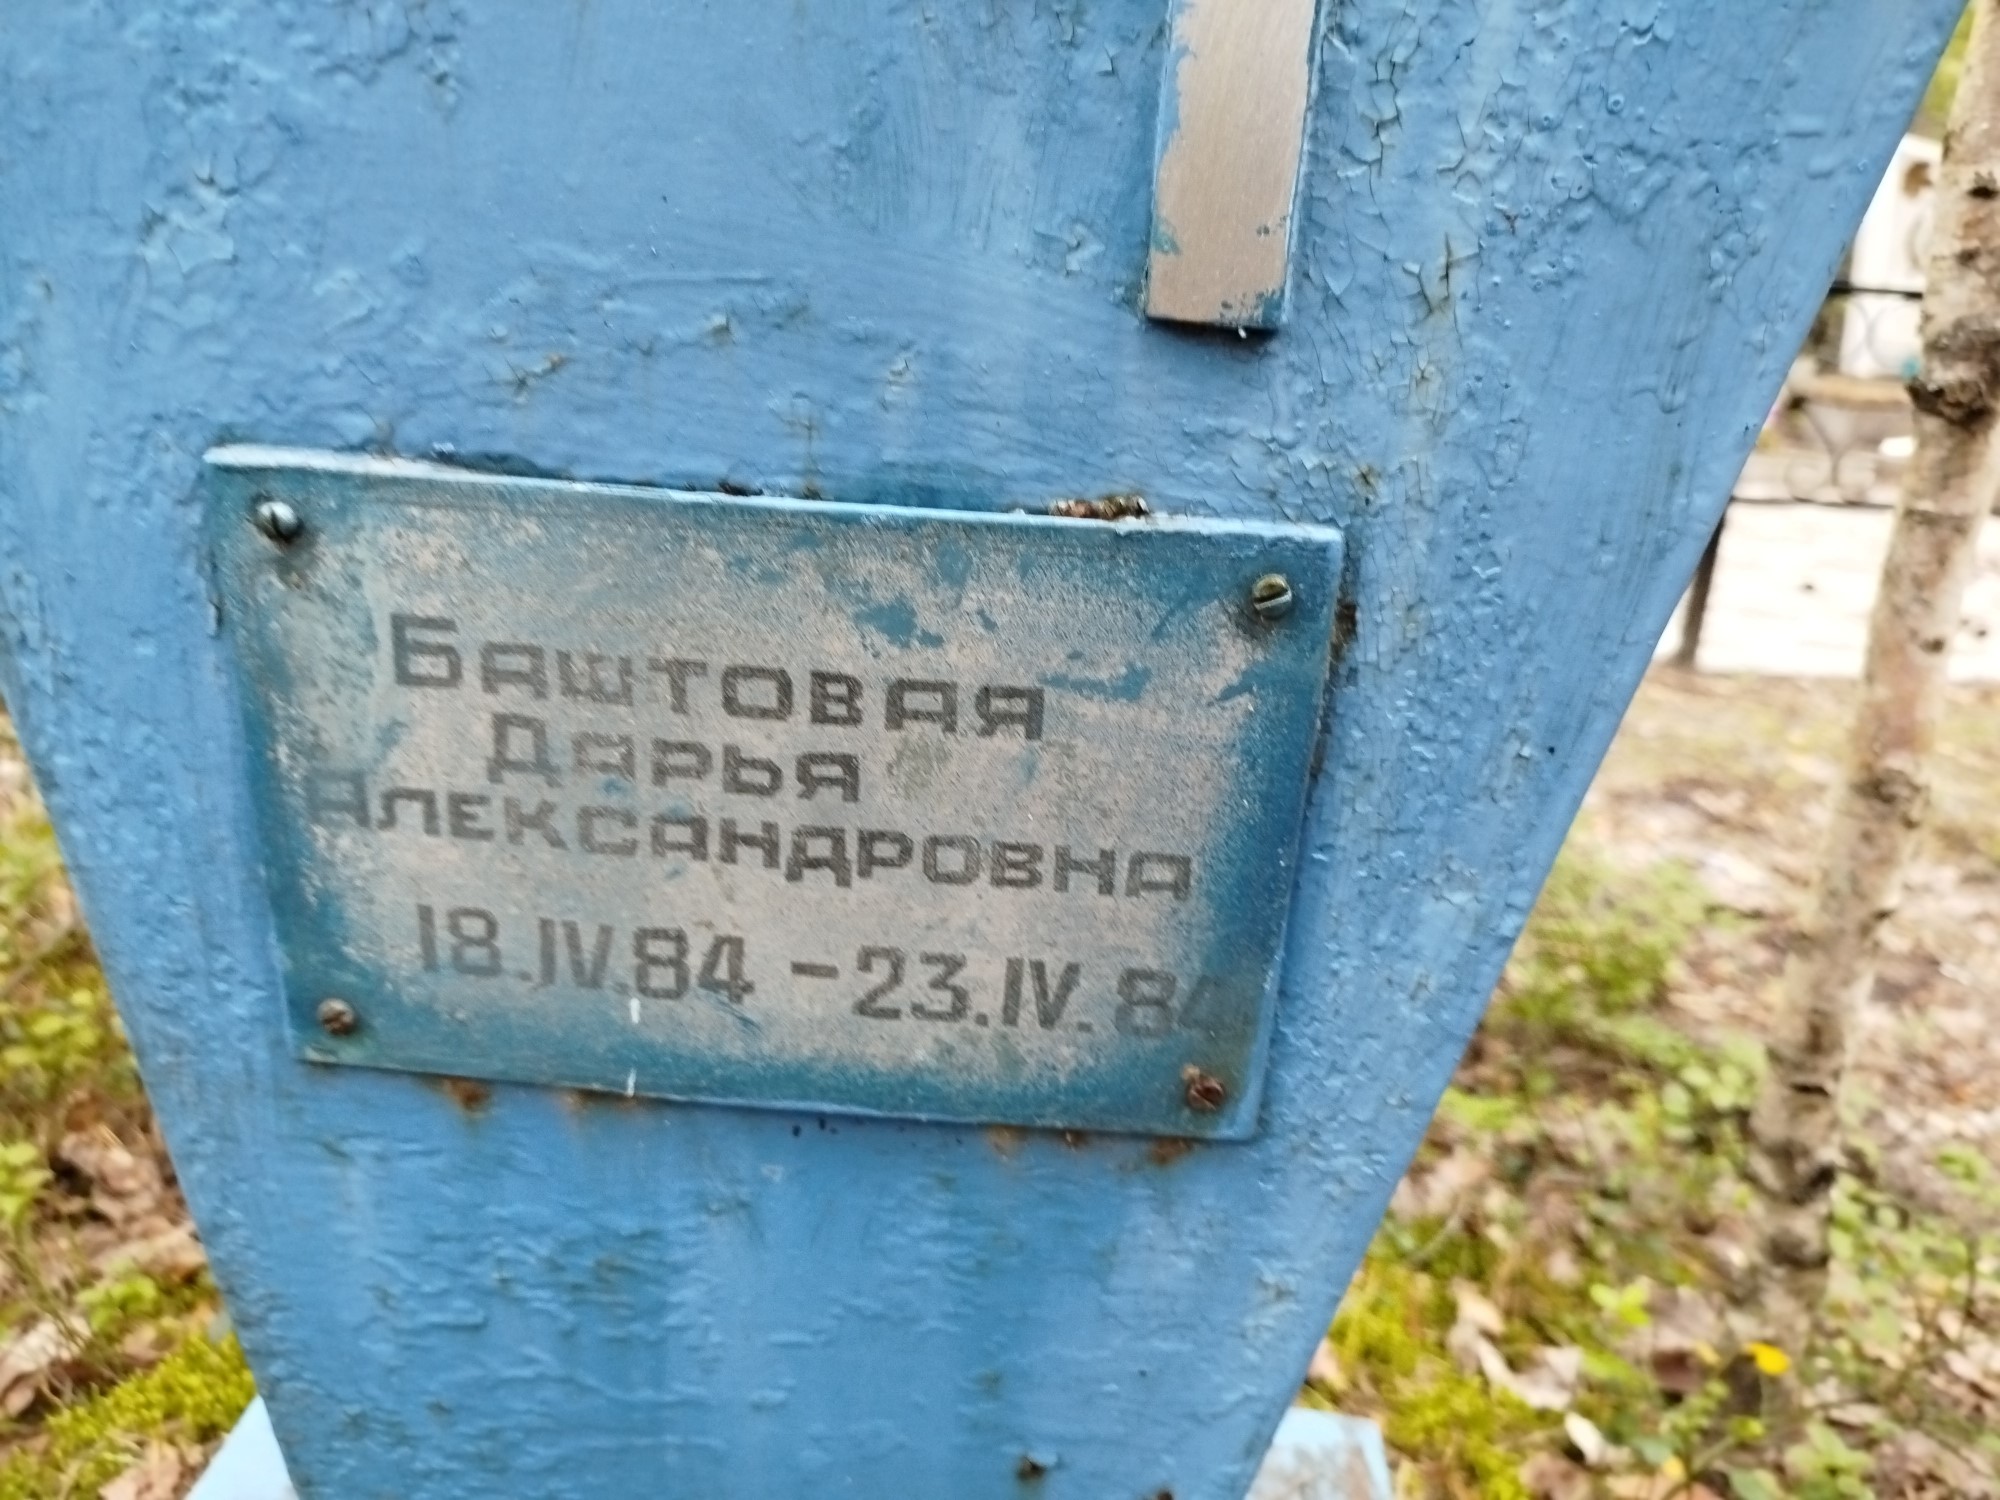 Баштовая
Дарья
Александровна
18.IV.84 – 23.IV.84